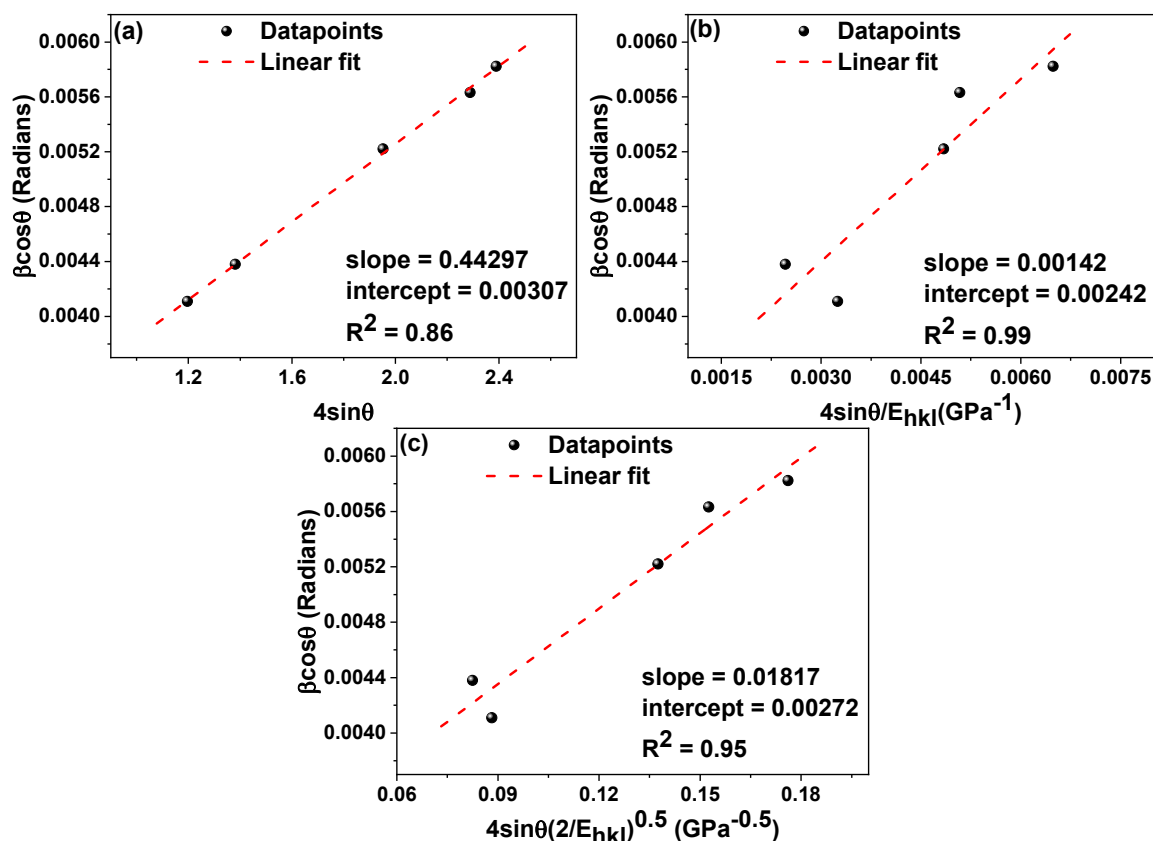 (a)
Datapoints
Linear fit
0.0060
0.0056
0.0052
0.0048
0.0044
0.0040
βcosθ (Radians)
slope = 0.44297
intercept = 0.00307
R² = 0.86
1.2 1.6 2.0 2.4
4sinθ
(b)
Datapoints
Linear fit
0.0060
0.0056
0.0052
0.0048
0.0044
0.0040
βcosθ (Radians)
slope = 0.00142
intercept = 0.00242
R² = 0.99
0.0015 0.0030 0.0045 0.0060 0.0075
4sinθ/E_hkl(GPa⁻¹)
(c)
Datapoints
Linear fit
0.0060
0.0056
0.0052
0.0048
0.0044
0.0040
βcosθ (Radians)
slope = 0.01817
intercept = 0.00272
R² = 0.95
0.06 0.09 0.12 0.15 0.18
4sinθ(2/E_hkl)^0.5 (GPa^-0.5)